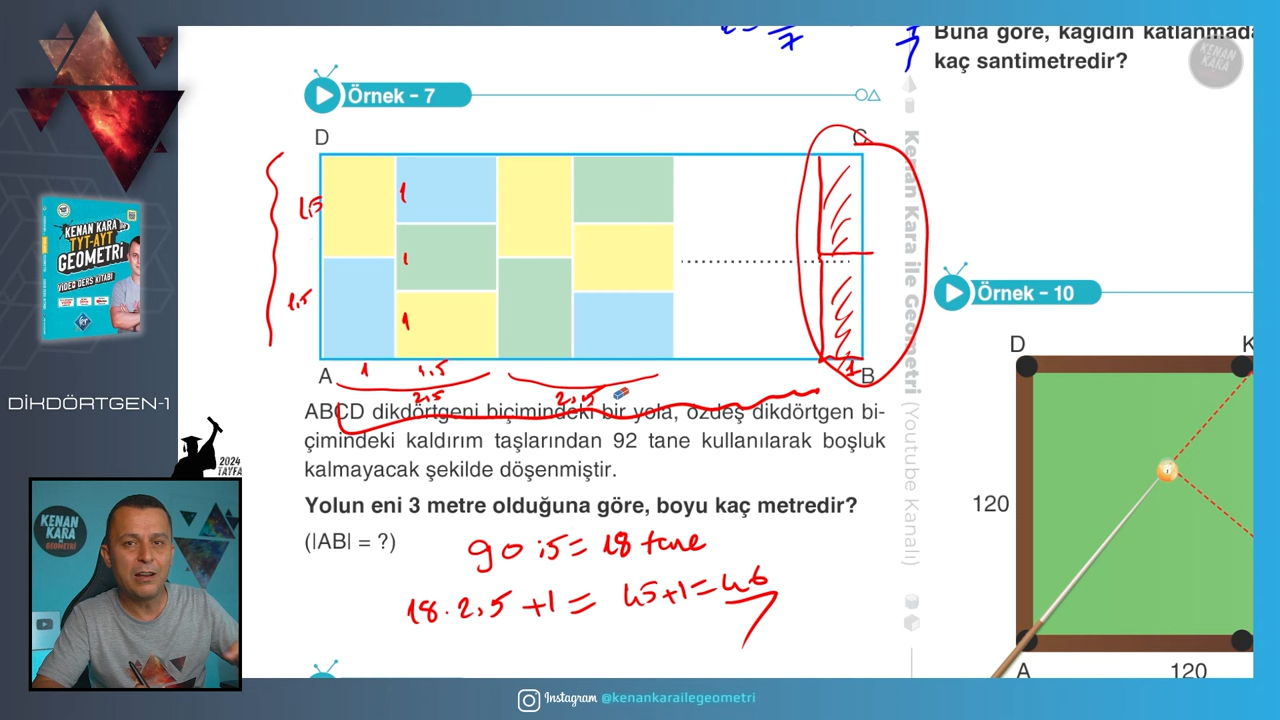 Buna göre, kağıdın katlanmada
kaç santimetredir?
KENAN
KARA
Örnek - 7
D
C
1,5
1
1
1,5
1
A
1
1,5
1
B
2,5
2,5
ABCD dikdörtgeni biçimindeki bir yola, özdeş dikdörtgen bi-
çimindeki kaldırım taşlarından 92 tane kullanılarak boşluk
kalmayacak şekilde döşenmiştir.
Yolun eni 3 metre olduğuna göre, boyu kaç metredir?
(|AB| = ?)
90:5= 18 tane
18.2,5 +1 = 45+1=46
Kenan Kara ile Geometri (Youtube Kanalı)
Örnek - 10
D
K
120
A
120
KENAN KARA
TYT-AYT
GEOMETRİ
VİDEO DERS KİTABI
DİKDÖRTGEN-1
2024
TAYFA
KENAN
KARA
GEOMETRİ
Instagram @kenankarailegeometri